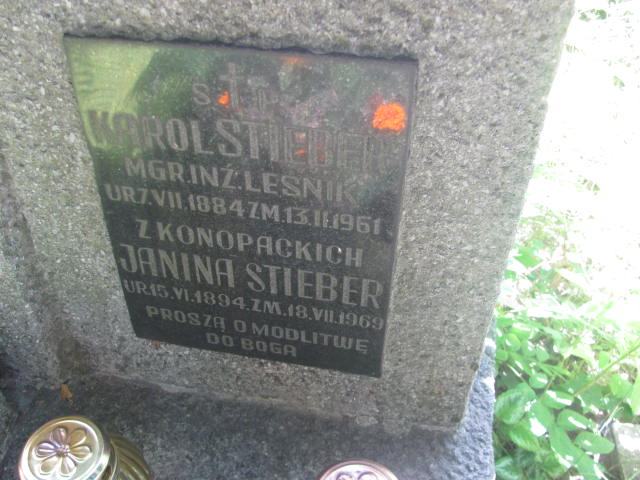 Ś. † P.
KAROL STIEBER
MGR.INŻ.LEŚNIK
UR.7.VII.1884.ZM.13.II.1961
Z KONOPACKICH
JANINA STIEBER
UR.15.VI.1894.ZM.18.VII.1969
PROSZĄ O MODLITWĘ
DO BOGA